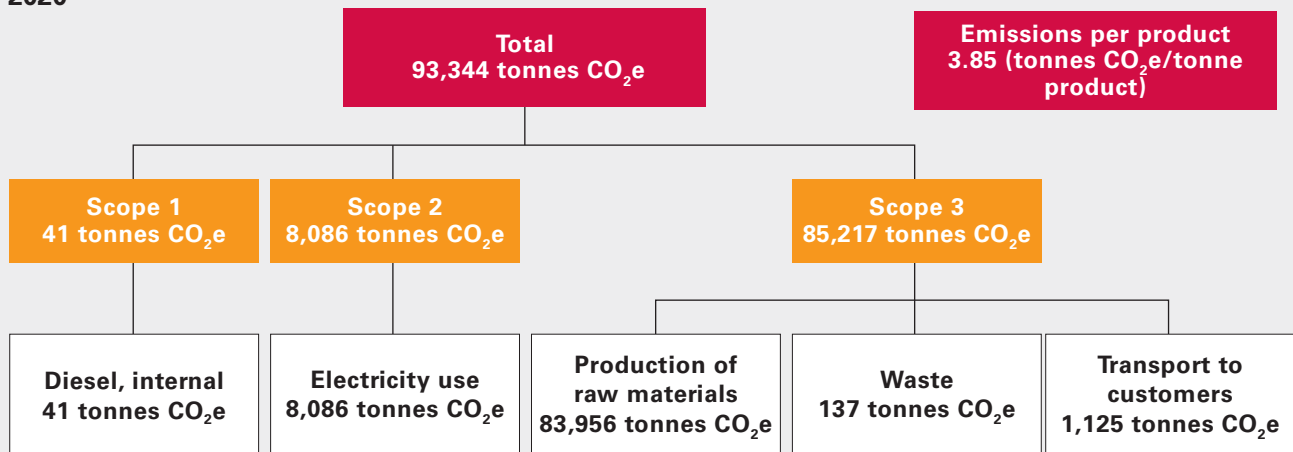 2020
Total
93,344 tonnes CO₂e
Emissions per product
3.85 (tonnes CO₂e/tonne
product)
Scope 1
41 tonnes CO₂e
Scope 2
8,086 tonnes CO₂e
Scope 3
85,217 tonnes CO₂e
Diesel, internal
41 tonnes CO₂e
Electricity use
8,086 tonnes CO₂e
Production of
raw materials
83,956 tonnes CO₂e
Waste
137 tonnes CO₂e
Transport to
customers
1,125 tonnes CO₂e